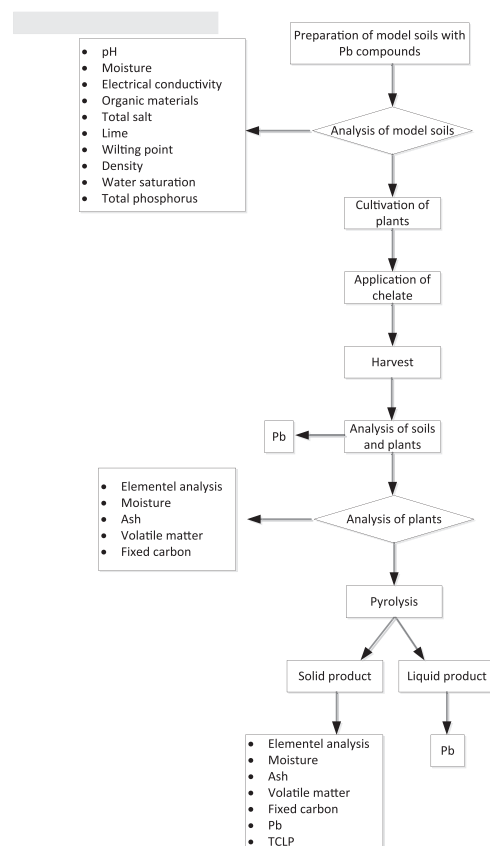 Preparation of model soils with
Pb compounds
• pH
• Moisture
• Electrical conductivity
• Organic materials
• Total salt
• Lime
• Wilting point
• Density
• Water saturation
• Total phosphorus
Analysis of model soils
Cultivation of
plants
Application of
chelate
Harvest
Analysis of soils
and plants
Pb
• Elementel analysis
• Moisture
• Ash
• Volatile matter
• Fixed carbon
Analysis of plants
Pyrolysis
Solid product
Liquid product
• Elementel analysis
• Moisture
• Ash
• Volatile matter
• Fixed carbon
• Pb
• TCLP
Pb